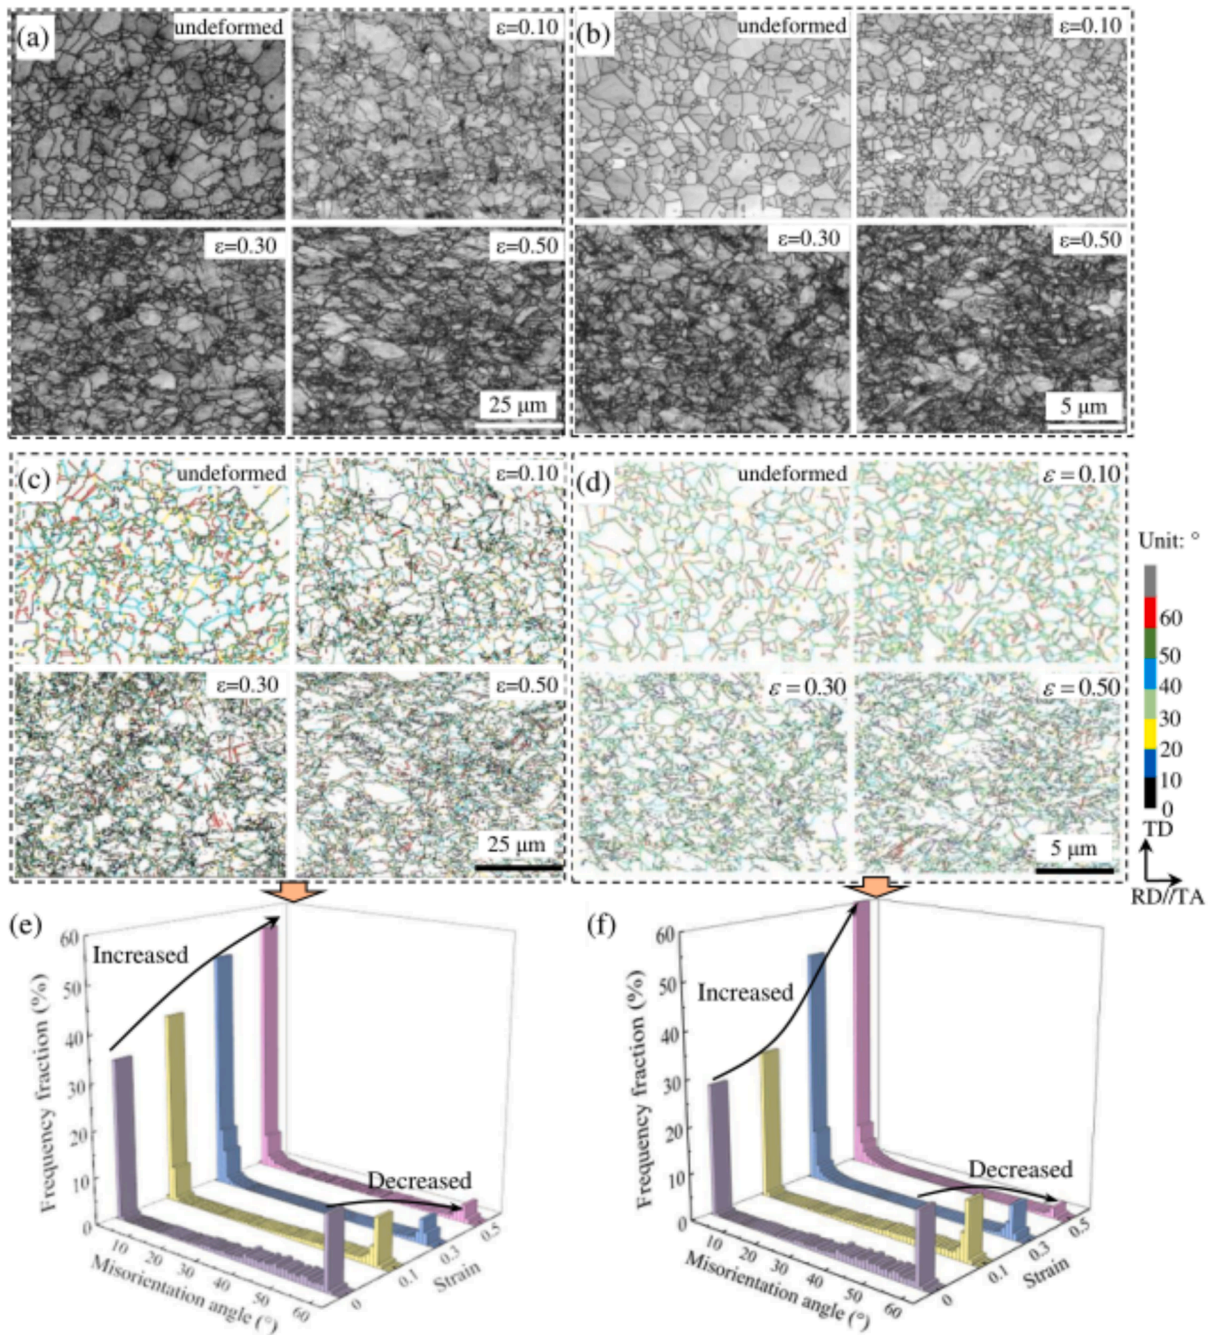 (a)
undeformed
ε=0.10
ε=0.30
ε=0.50
25 μm
(b)
undeformed
ε=0.10
ε=0.30
ε=0.50
5 μm
(c)
undeformed
ε=0.10
ε=0.30
ε=0.50
25 μm
(d)
undeformed
ε = 0.10
ε = 0.30
ε = 0.50
5 μm
Unit: °
60
50
40
30
20
10
0
TD
RD//TA
(e)
Increased
Decreased
Frequency fraction (%)
60
50
40
30
20
10
0
Misorientation angle (°)
10
20
30
40
50
60
Strain
0
0.1
0.3
0.5
(f)
Increased
Decreased
Frequency fraction (%)
60
50
40
30
20
10
0
Misorientation angle (°)
10
20
30
40
50
60
Strain
0
0.1
0.3
0.5